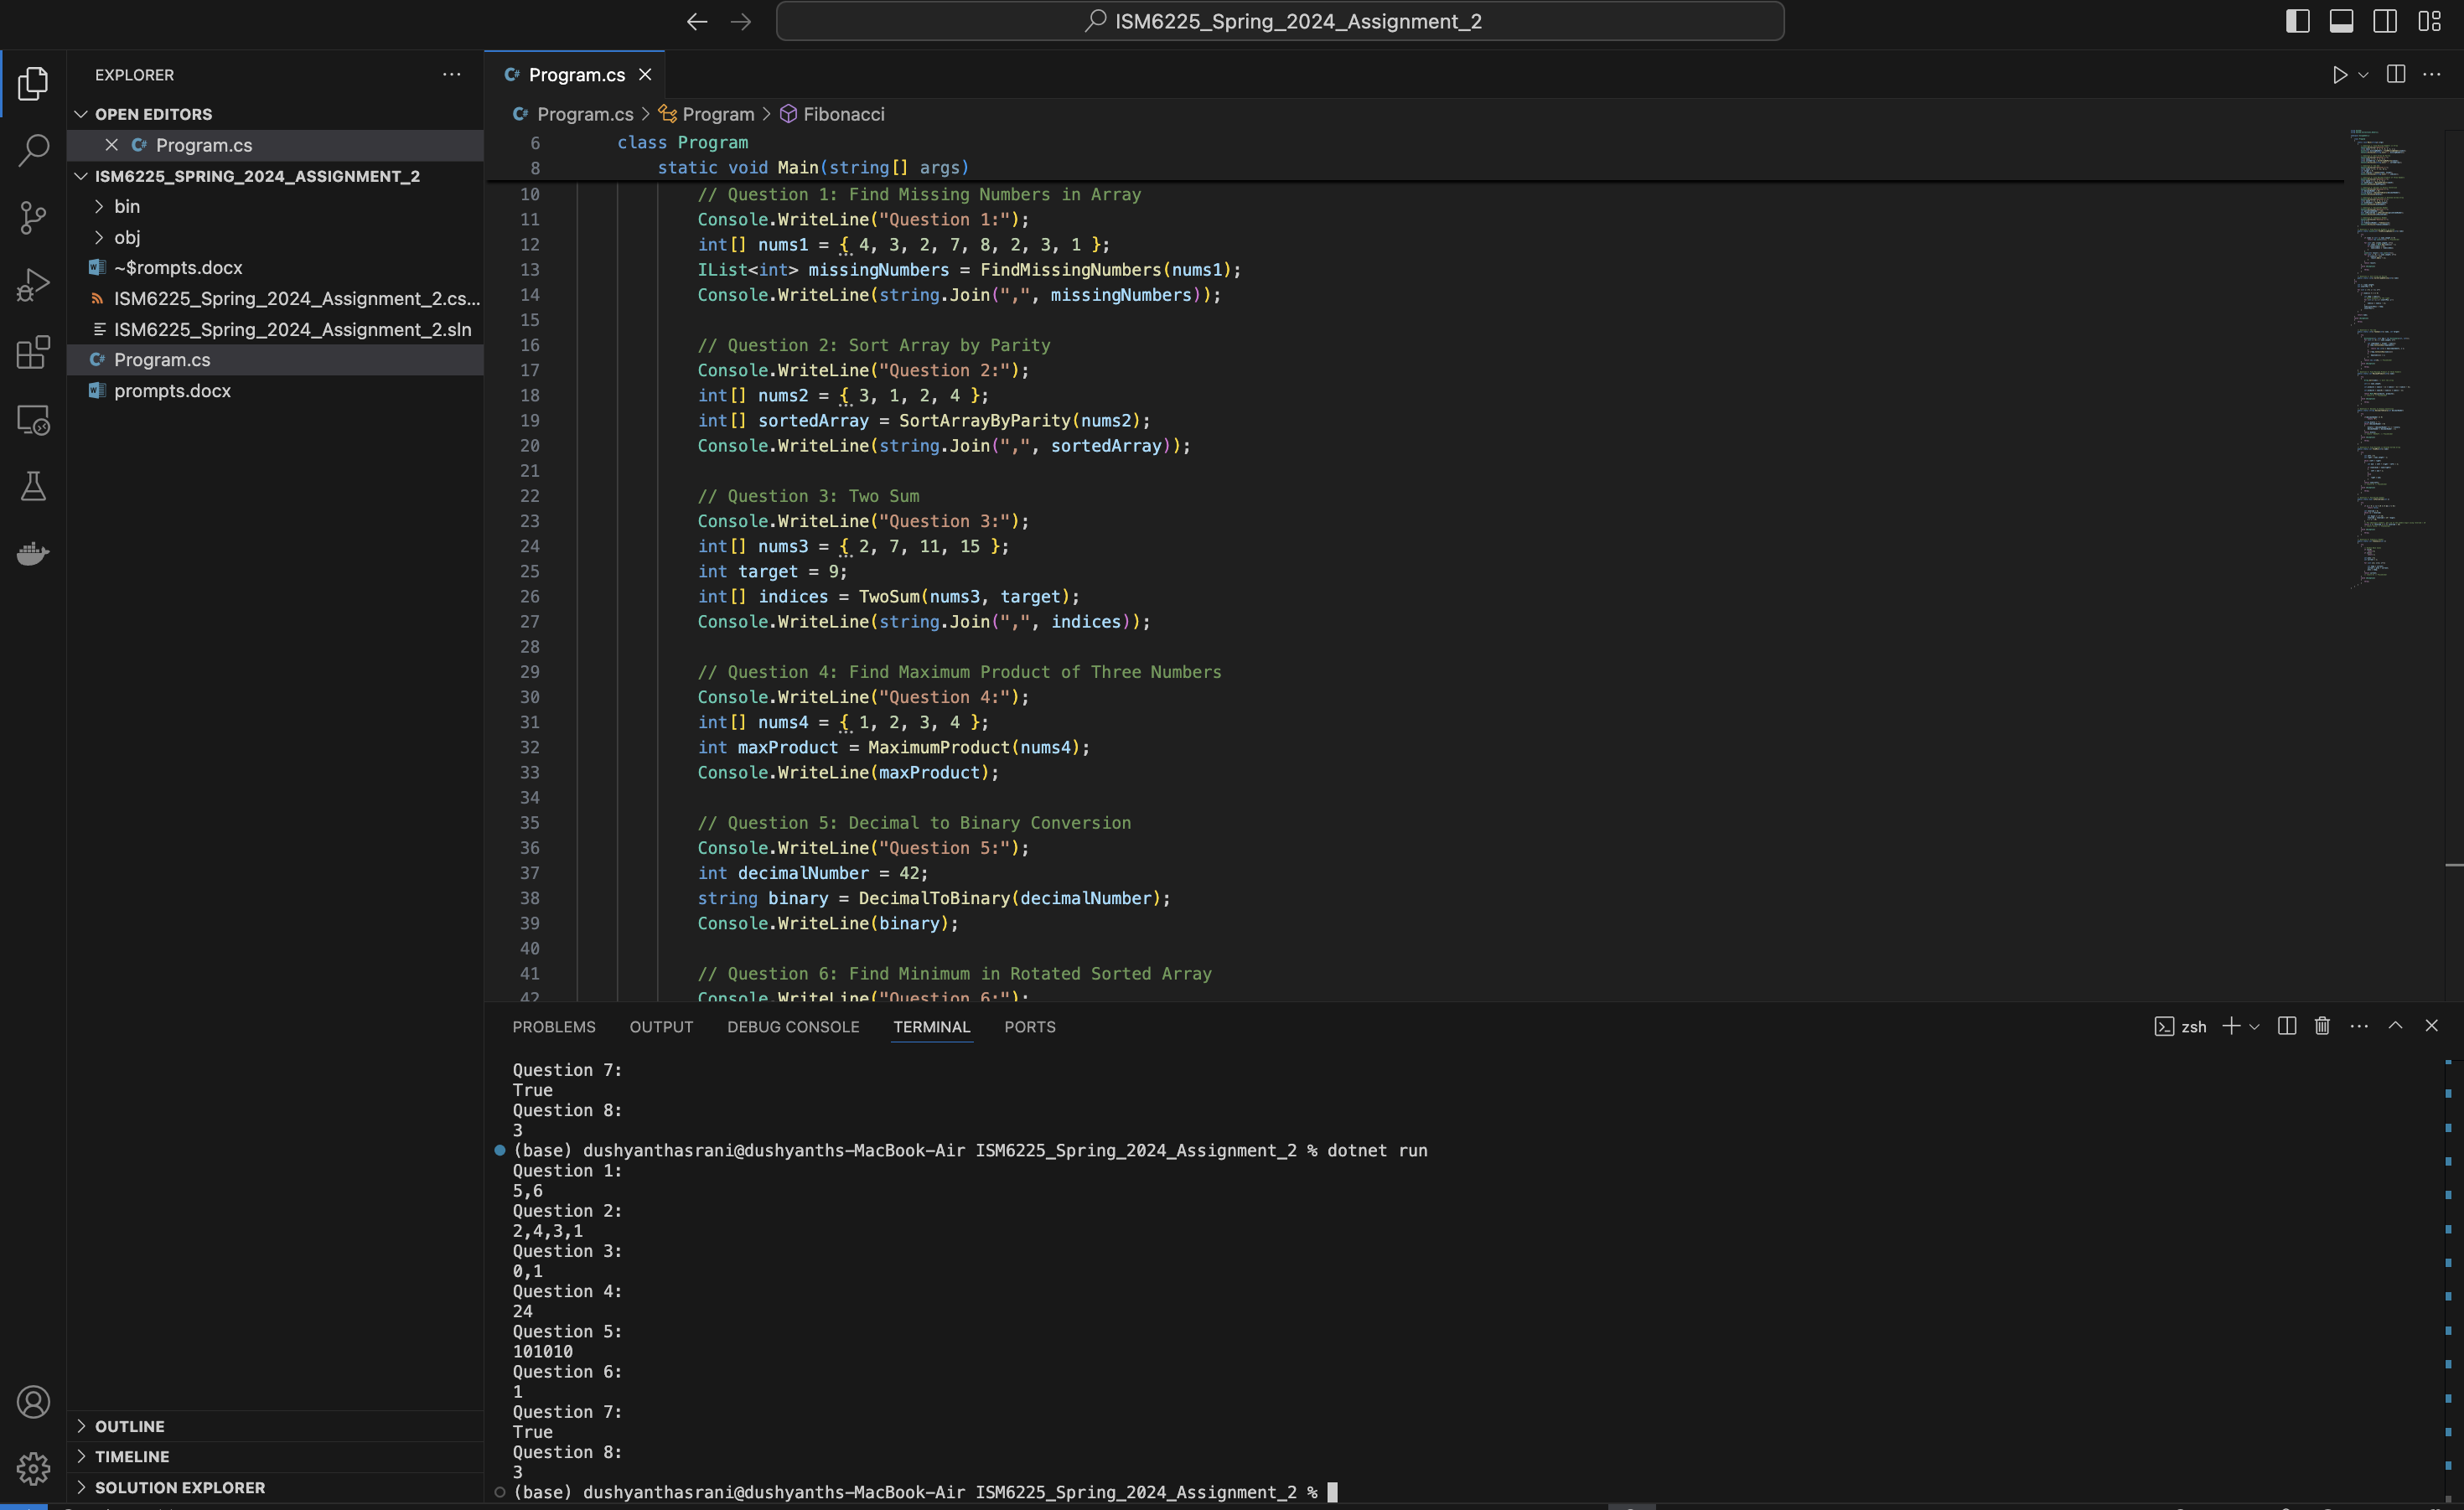 ISM6225_Spring_2024_Assignment_2
EXPLORER
OPEN EDITORS
Program.cs
ISM6225_SPRING_2024_ASSIGNMENT_2
bin
obj
~$rompts.docx
ISM6225_Spring_2024_Assignment_2.cs...
ISM6225_Spring_2024_Assignment_2.sln
Program.cs
prompts.docx
OUTLINE
TIMELINE
SOLUTION EXPLORER
Program.cs
Program.cs > Program > Fibonacci
6 class Program
8 static void Main(string[] args)
10 // Question 1: Find Missing Numbers in Array
11 Console.WriteLine("Question 1:");
12 int[] nums1 = { 4, 3, 2, 7, 8, 2, 3, 1 };
13 IList<int> missingNumbers = FindMissingNumbers(nums1);
14 Console.WriteLine(string.Join(",", missingNumbers));
15
16 // Question 2: Sort Array by Parity
17 Console.WriteLine("Question 2:");
18 int[] nums2 = { 3, 1, 2, 4 };
19 int[] sortedArray = SortArrayByParity(nums2);
20 Console.WriteLine(string.Join(",", sortedArray));
21
22 // Question 3: Two Sum
23 Console.WriteLine("Question 3:");
24 int[] nums3 = { 2, 7, 11, 15 };
25 int target = 9;
26 int[] indices = TwoSum(nums3, target);
27 Console.WriteLine(string.Join(",", indices));
28
29 // Question 4: Find Maximum Product of Three Numbers
30 Console.WriteLine("Question 4:");
31 int[] nums4 = { 1, 2, 3, 4 };
32 int maxProduct = MaximumProduct(nums4);
33 Console.WriteLine(maxProduct);
34
35 // Question 5: Decimal to Binary Conversion
36 Console.WriteLine("Question 5:");
37 int decimalNumber = 42;
38 string binary = DecimalToBinary(decimalNumber);
39 Console.WriteLine(binary);
40
41 // Question 6: Find Minimum in Rotated Sorted Array
42 Console.WriteLine("Question 6:");
PROBLEMS OUTPUT DEBUG CONSOLE TERMINAL PORTS
zsh
Question 7:
True
Question 8:
3
(base) dushyanthasrani@dushyanths-MacBook-Air ISM6225_Spring_2024_Assignment_2 % dotnet run
Question 1:
5,6
Question 2:
2,4,3,1
Question 3:
0,1
Question 4:
24
Question 5:
101010
Question 6:
1
Question 7:
True
Question 8:
3
(base) dushyanthasrani@dushyanths-MacBook-Air ISM6225_Spring_2024_Assignment_2 %